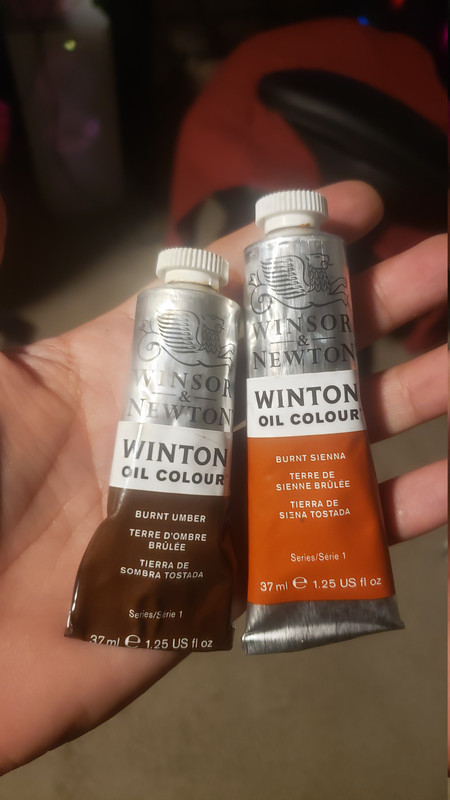 WINSOR
&
NEWTON
WINTON
OIL COLOUR
BURNT UMBER
TERRE D'OMBRE
BRÛLÉE
TIERRA DE
SOMBRA TOSTADA
Series/Série 1
37 ml ℮ 1.25 US fl oz
WINSOR
&
NEWTON
WINTON
OIL COLOUR
BURNT SIENNA
TERRE DE
SIENNE BRÛLÉE
TIERRA DE
SIENA TOSTADA
Series/Série 1
37 ml ℮ 1.25 US fl oz